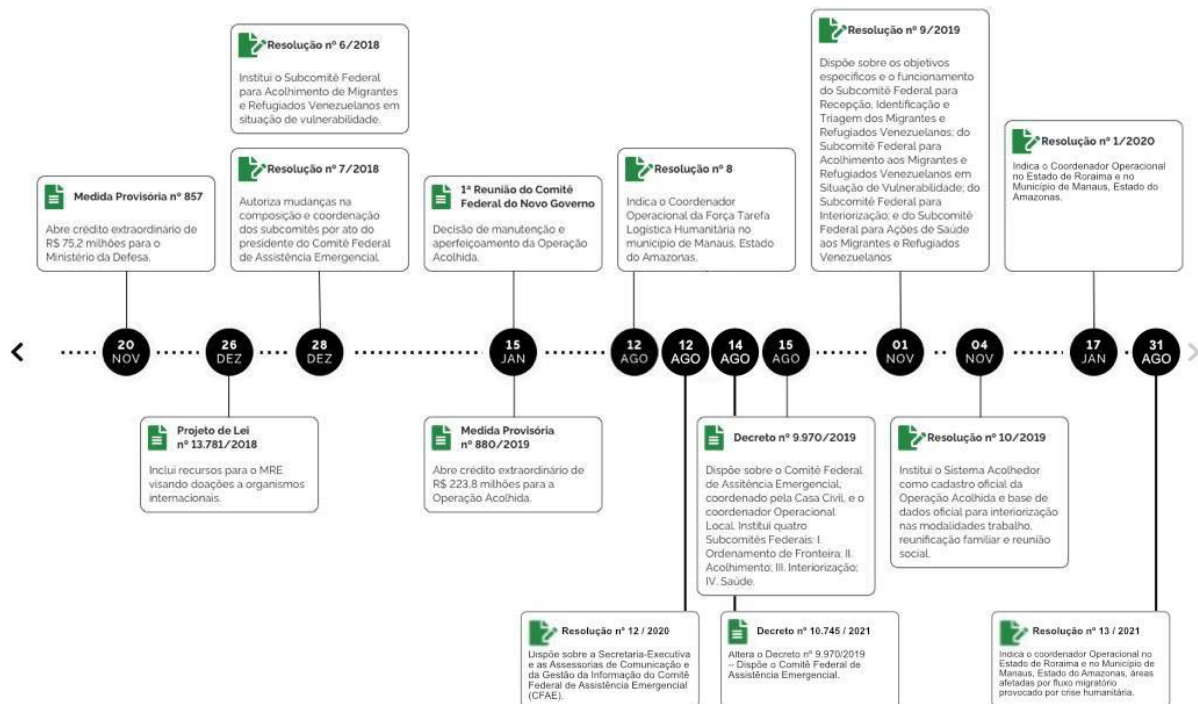 Resolução nº 6/2018
Institui o Subcomitê Federal
para Acolhimento de Migrantes
e Refugiados Venezuelanos em
situação de vulnerabilidade.
Resolução nº 9/2019
Dispõe sobre os objetivos
específicos e o funcionamento
do Subcomitê Federal para
Recepção, Identificação e
Triagem dos Migrantes e
Refugiados Venezuelanos; do
Subcomitê Federal para
Acolhimento aos Migrantes e
Refugiados Venezuelanos em
Situação de Vulnerabilidade; do
Subcomitê Federal para
Interiorização; e do Subcomitê
Federal para Ações de Saúde
aos Migrantes e Refugiados
Venezuelanos
Medida Provisória nº 857
Abre crédito extraordinário de
R$ 75,2 milhões para o
Ministério da Defesa.
Resolução nº 7/2018
Autoriza mudanças na
composição e coordenação
dos subcomitês por ato do
presidente do Comitê Federal
de Assistência Emergencial.
1ª Reunião do Comitê
Federal do Novo Governo
Decisão de manutenção e
aperfeiçoamento da Operação
Acolhida.
Resolução nº 8
Indica o Coordenador
Operacional da Força Tarefa
Logística Humanitária no
município de Manaus, Estado
do Amazonas.
Resolução nº 1/2020
Indica o Coordenador Operacional
no Estado de Roraima e no
Município de Manaus, Estado do
Amazonas.
20
NOV
26
DEZ
28
DEZ
15
JAN
12
AGO
12
AGO
14
AGO
15
AGO
01
NOV
04
NOV
17
JAN
31
AGO
Projeto de Lei
nº 13.781/2018
Inclui recursos para o MRE
visando doações a organismos
internacionais.
Medida Provisória
nº 880/2019
Abre crédito extraordinário de
R$ 223,8 milhões para a
Operação Acolhida.
Decreto nº 9.970/2019
Dispõe sobre o Comitê Federal
de Assitência Emergencial,
coordenado pela Casa Civil, e o
coordenador Operacional
Local. Institui quatro
Subcomitês Federais: I.
Ordenamento de Fronteira; II.
Acolhimento; III. Interiorização;
IV. Saúde.
Resolução nº 10/2019
Institui o Sistema Acolhedor
como cadastro oficial da
Operação Acolhida e base de
dados oficial para interiorização
nas modalidades trabalho,
reunificação familiar e reunião
social.
Resolução nº 12 / 2020
Dispõe sobre a Secretaria-Executiva
e as Assessorias de Comunicação e
da Gestão da Informação do Comitê
Federal de Assistência Emergencial
(CFAE).
Decreto nº 10.745 / 2021
Altera o Decreto nº 9.970/2019
– Dispõe o Comitê Federal de
Assistência Emergencial.
Resolução nº 13 / 2021
Indica o coordenador Operacional no
Estado de Roraima e no Município de
Manaus, Estado do Amazonas, áreas
afetadas por fluxo migratório
provocado por crise humanitária.